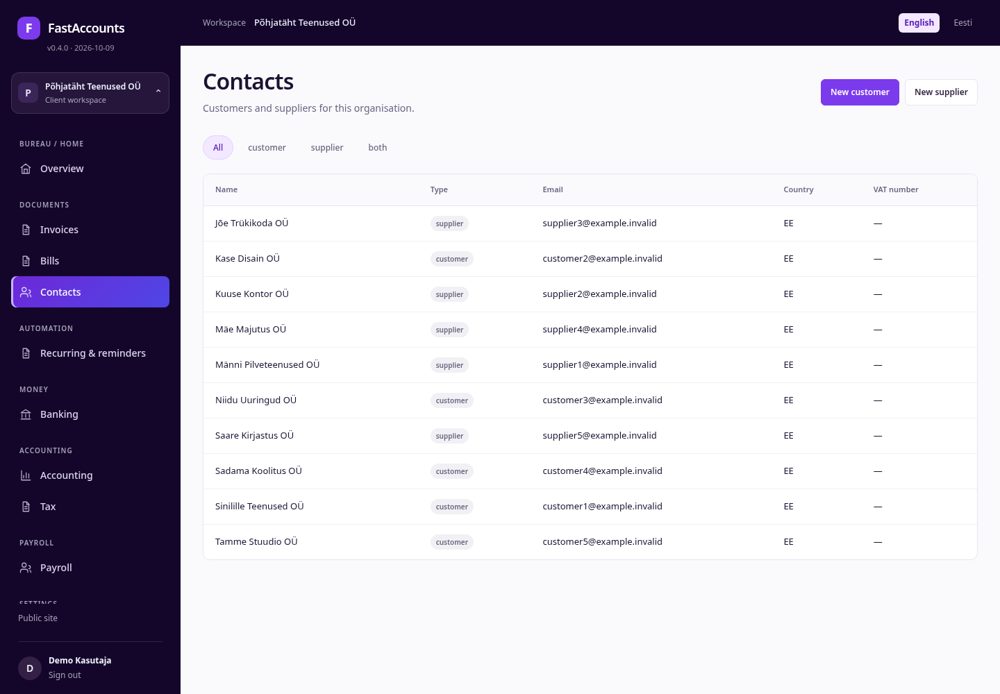 F FastAccounts
v0.4.0 · 2026-10-09
P Põhjatäht Teenused OÜ
Client workspace
BUREAU / HOME
Overview
DOCUMENTS
Invoices
Bills
Contacts
AUTOMATION
Recurring & reminders
MONEY
Banking
ACCOUNTING
Accounting
Tax
PAYROLL
Payroll
SETTINGS
Public site
D Demo Kasutaja
Sign out
Workspace Põhjatäht Teenused OÜ
English Eesti
Contacts
Customers and suppliers for this organisation.
New customer New supplier
All customer supplier both
Name Type Email Country VAT number
Jõe Trükikoda OÜ supplier supplier3@example.invalid EE —
Kase Disain OÜ customer customer2@example.invalid EE —
Kuuse Kontor OÜ supplier supplier2@example.invalid EE —
Mäe Majutus OÜ supplier supplier4@example.invalid EE —
Männi Pilveteenused OÜ supplier supplier1@example.invalid EE —
Niidu Uuringud OÜ customer customer3@example.invalid EE —
Saare Kirjastus OÜ supplier supplier5@example.invalid EE —
Sadama Koolitus OÜ customer customer4@example.invalid EE —
Sinilille Teenused OÜ customer customer1@example.invalid EE —
Tamme Stuudio OÜ customer customer5@example.invalid EE —